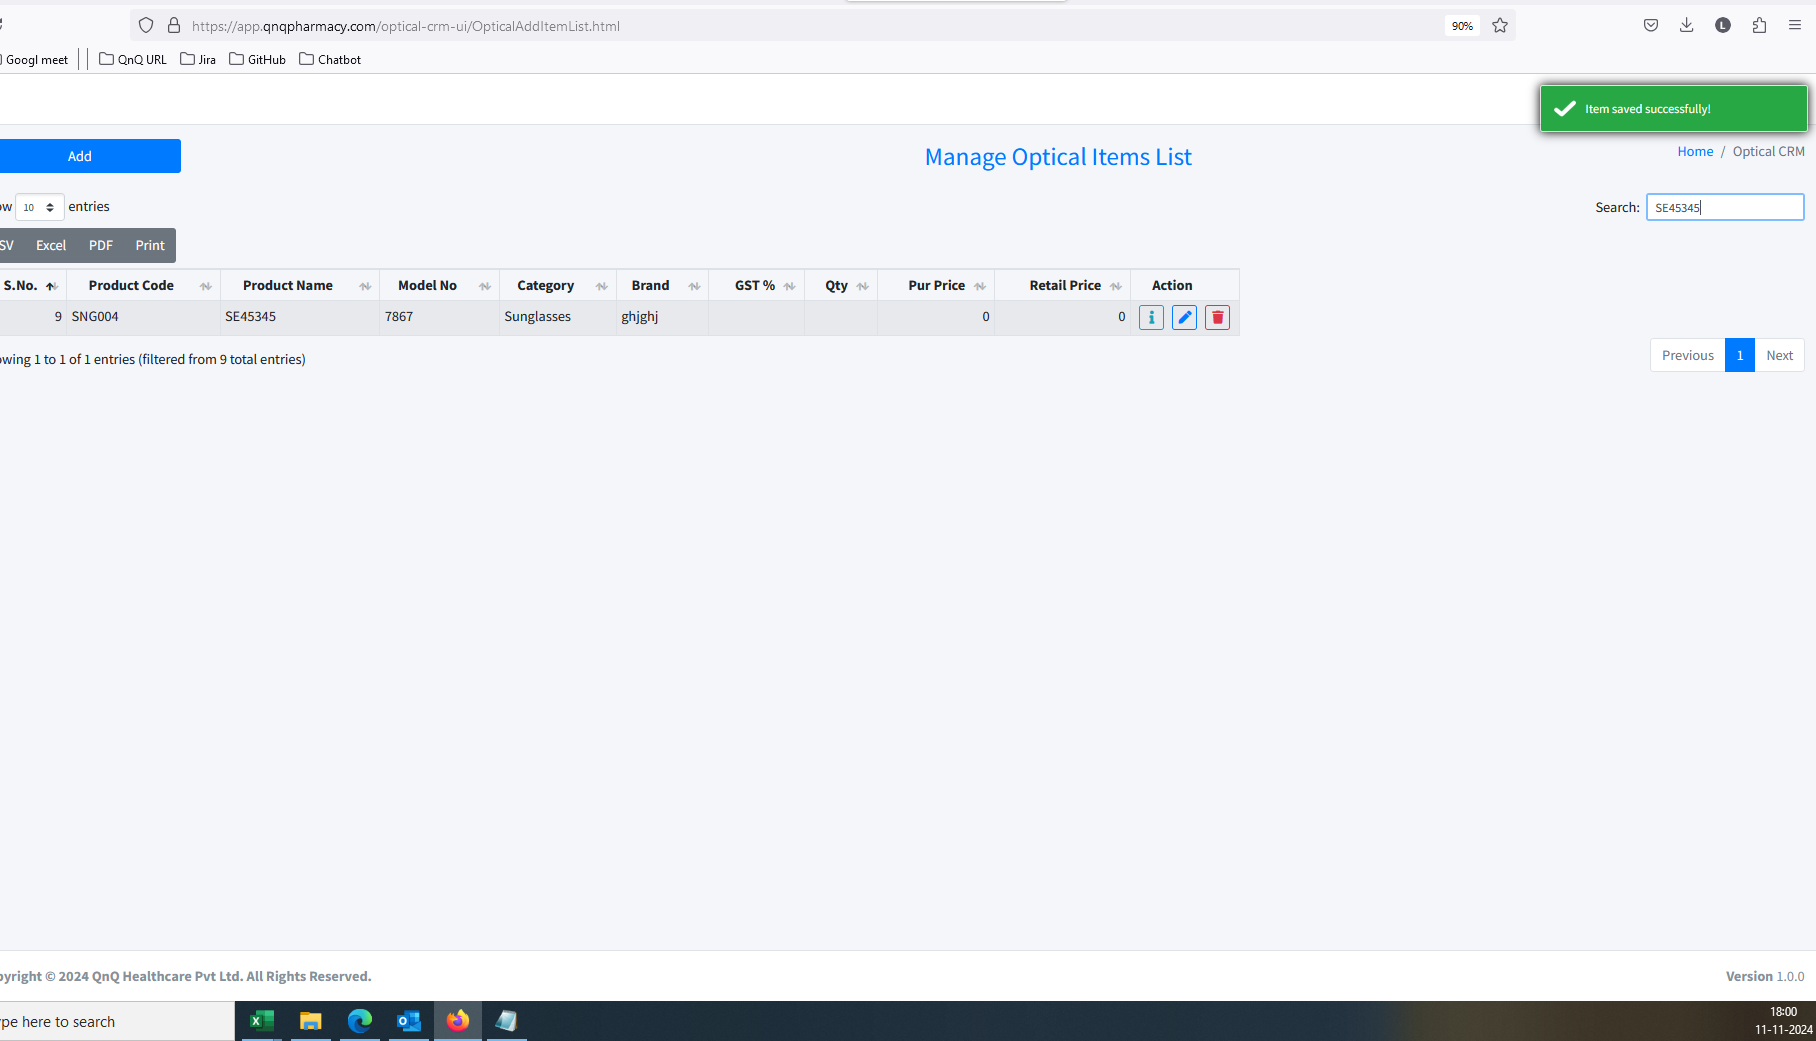 https://app.qnqpharmacy.com/optical-crm-ui/OpticalAddItemList.html 90% L
Googl meet QnQ URL Jira GitHub Chatbot
Item saved successfully!
Add Manage Optical Items List Home / Optical CRM
ow 10 entries Search: SE45345
SV Excel PDF Print
S.No. Product Code Product Name Model No Category Brand GST % Qty Pur Price Retail Price Action
9 SNG004 SE45345 7867 Sunglasses ghjghj 0 0
owing 1 to 1 of 1 entries (filtered from 9 total entries) Previous 1 Next
pyright © 2024 QnQ Healthcare Pvt Ltd. All Rights Reserved. Version 1.0.0
pe here to search 18:00
11-11-2024